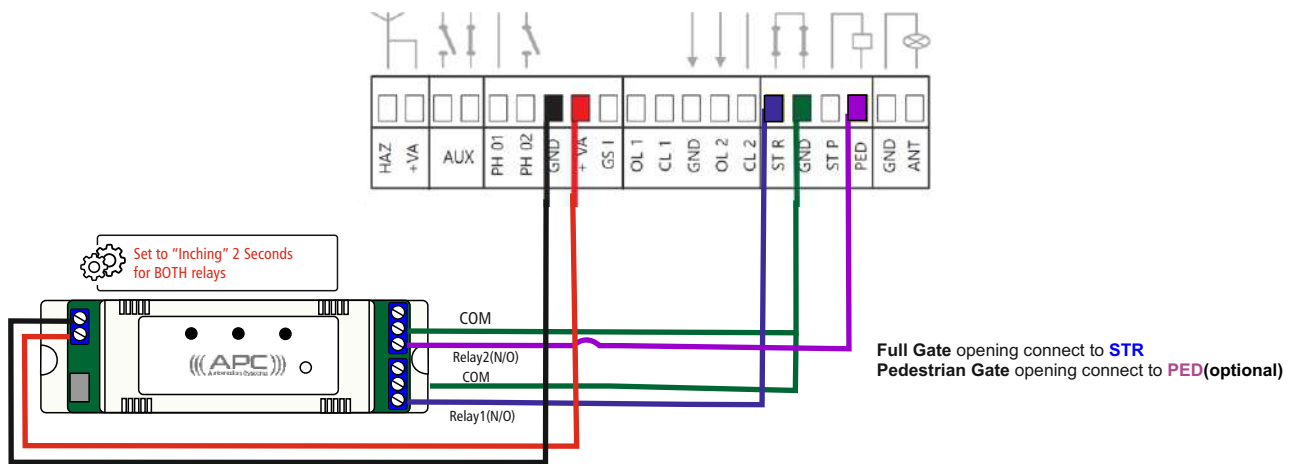 HAZ
+VA
AUX
PH 01
PH 02
GND
+ VA
GS I
OL 1
CL 1
GND
OL 2
CL 2
ST R
GND
ST P
PED
GND
ANT
Set to "Inching" 2 Seconds
for BOTH relays
COM
Relay2(N/O)
COM
Relay1(N/O)
((( APC )))
Automation Systems
Full Gate opening connect to STR
Pedestrian Gate opening connect to PED(optional)